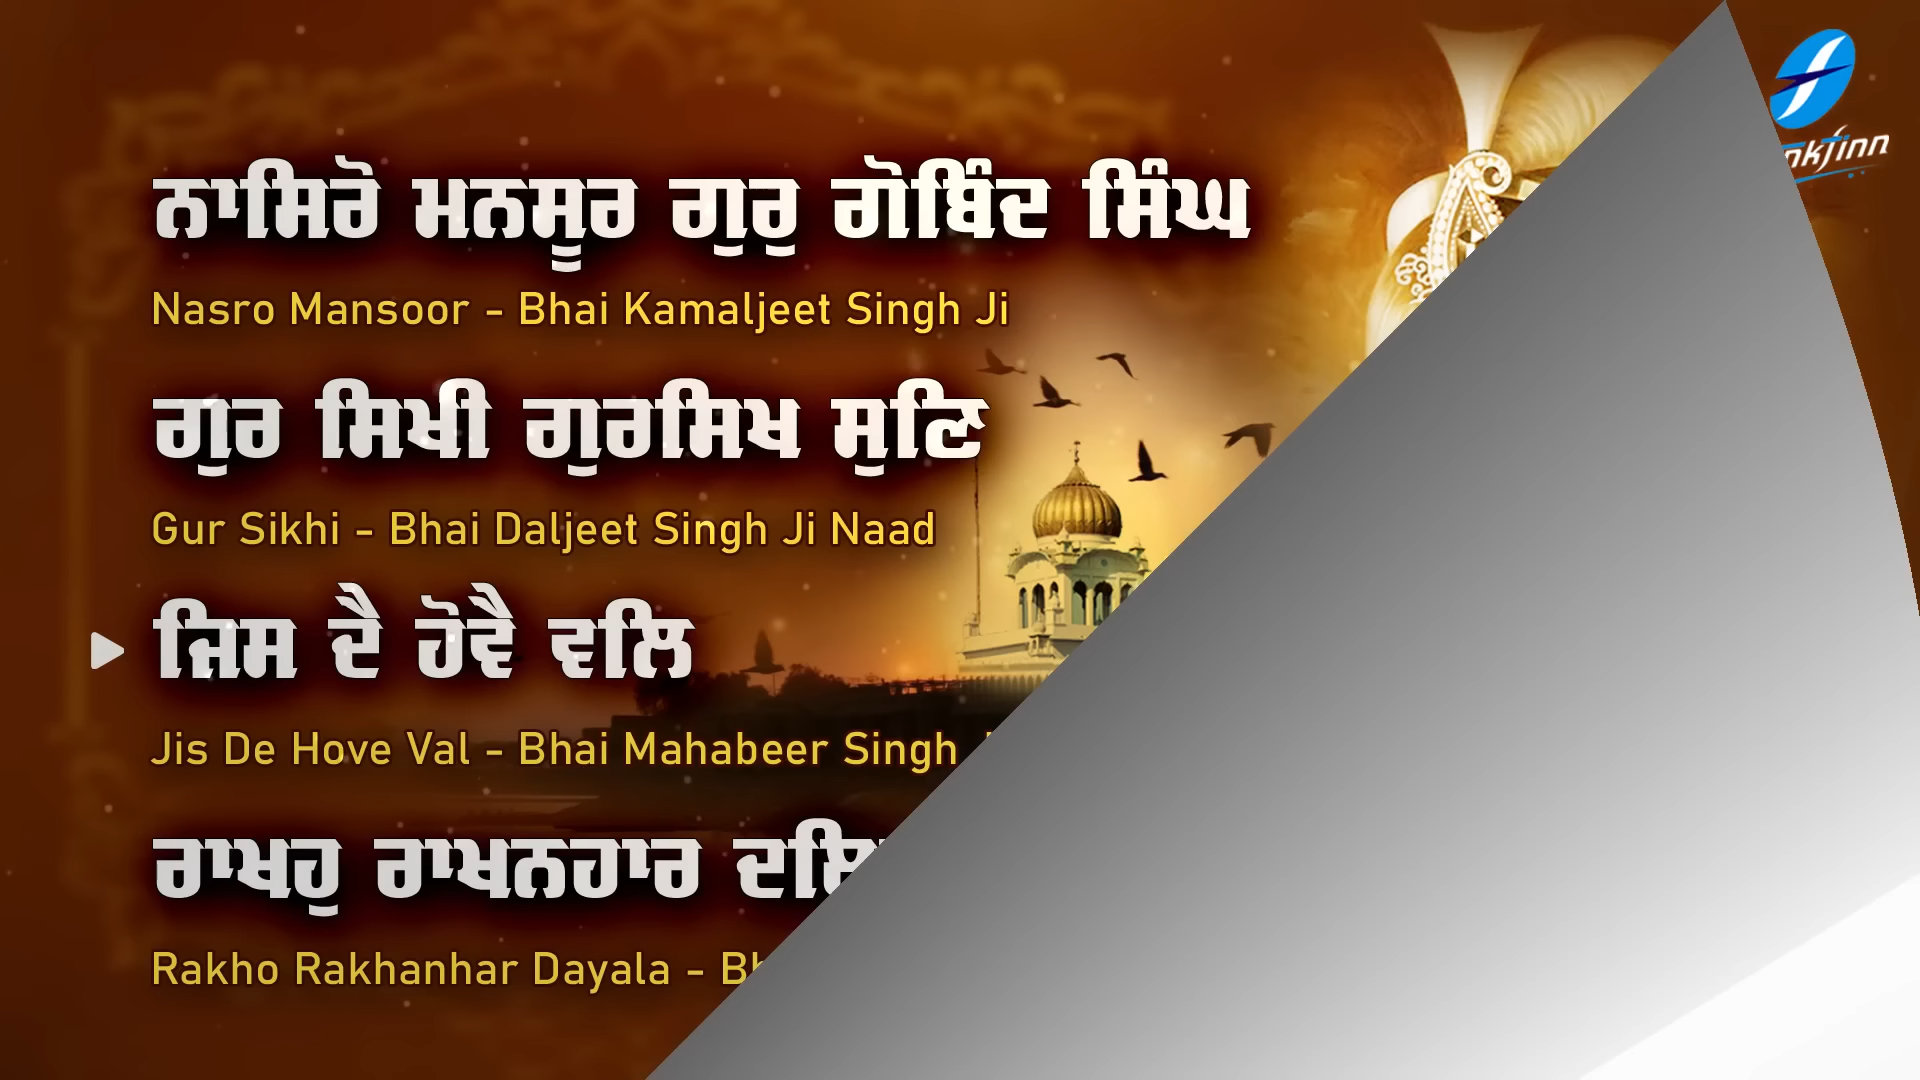 ਨਾਸਿਰੋ ਮਨਸੂਰ ਗੁਰੁ ਗੋਬਿੰਦ ਸਿੰਘ
Nasro Mansoor - Bhai Kamaljeet Singh Ji
ਗੁਰ ਸਿਖੀ ਗੁਰਸਿਖ ਸੁਣਿ
Gur Sikhi - Bhai Daljeet Singh Ji Naad
ਜਿਸ ਦੈ ਹੋਵੈ ਵਲਿ
Jis De Hove Val - Bhai Mahabeer Singh
ਰਾਖਹੁ ਰਾਖਨਹਾਰ
Rakho Rakhanhar Dayala -